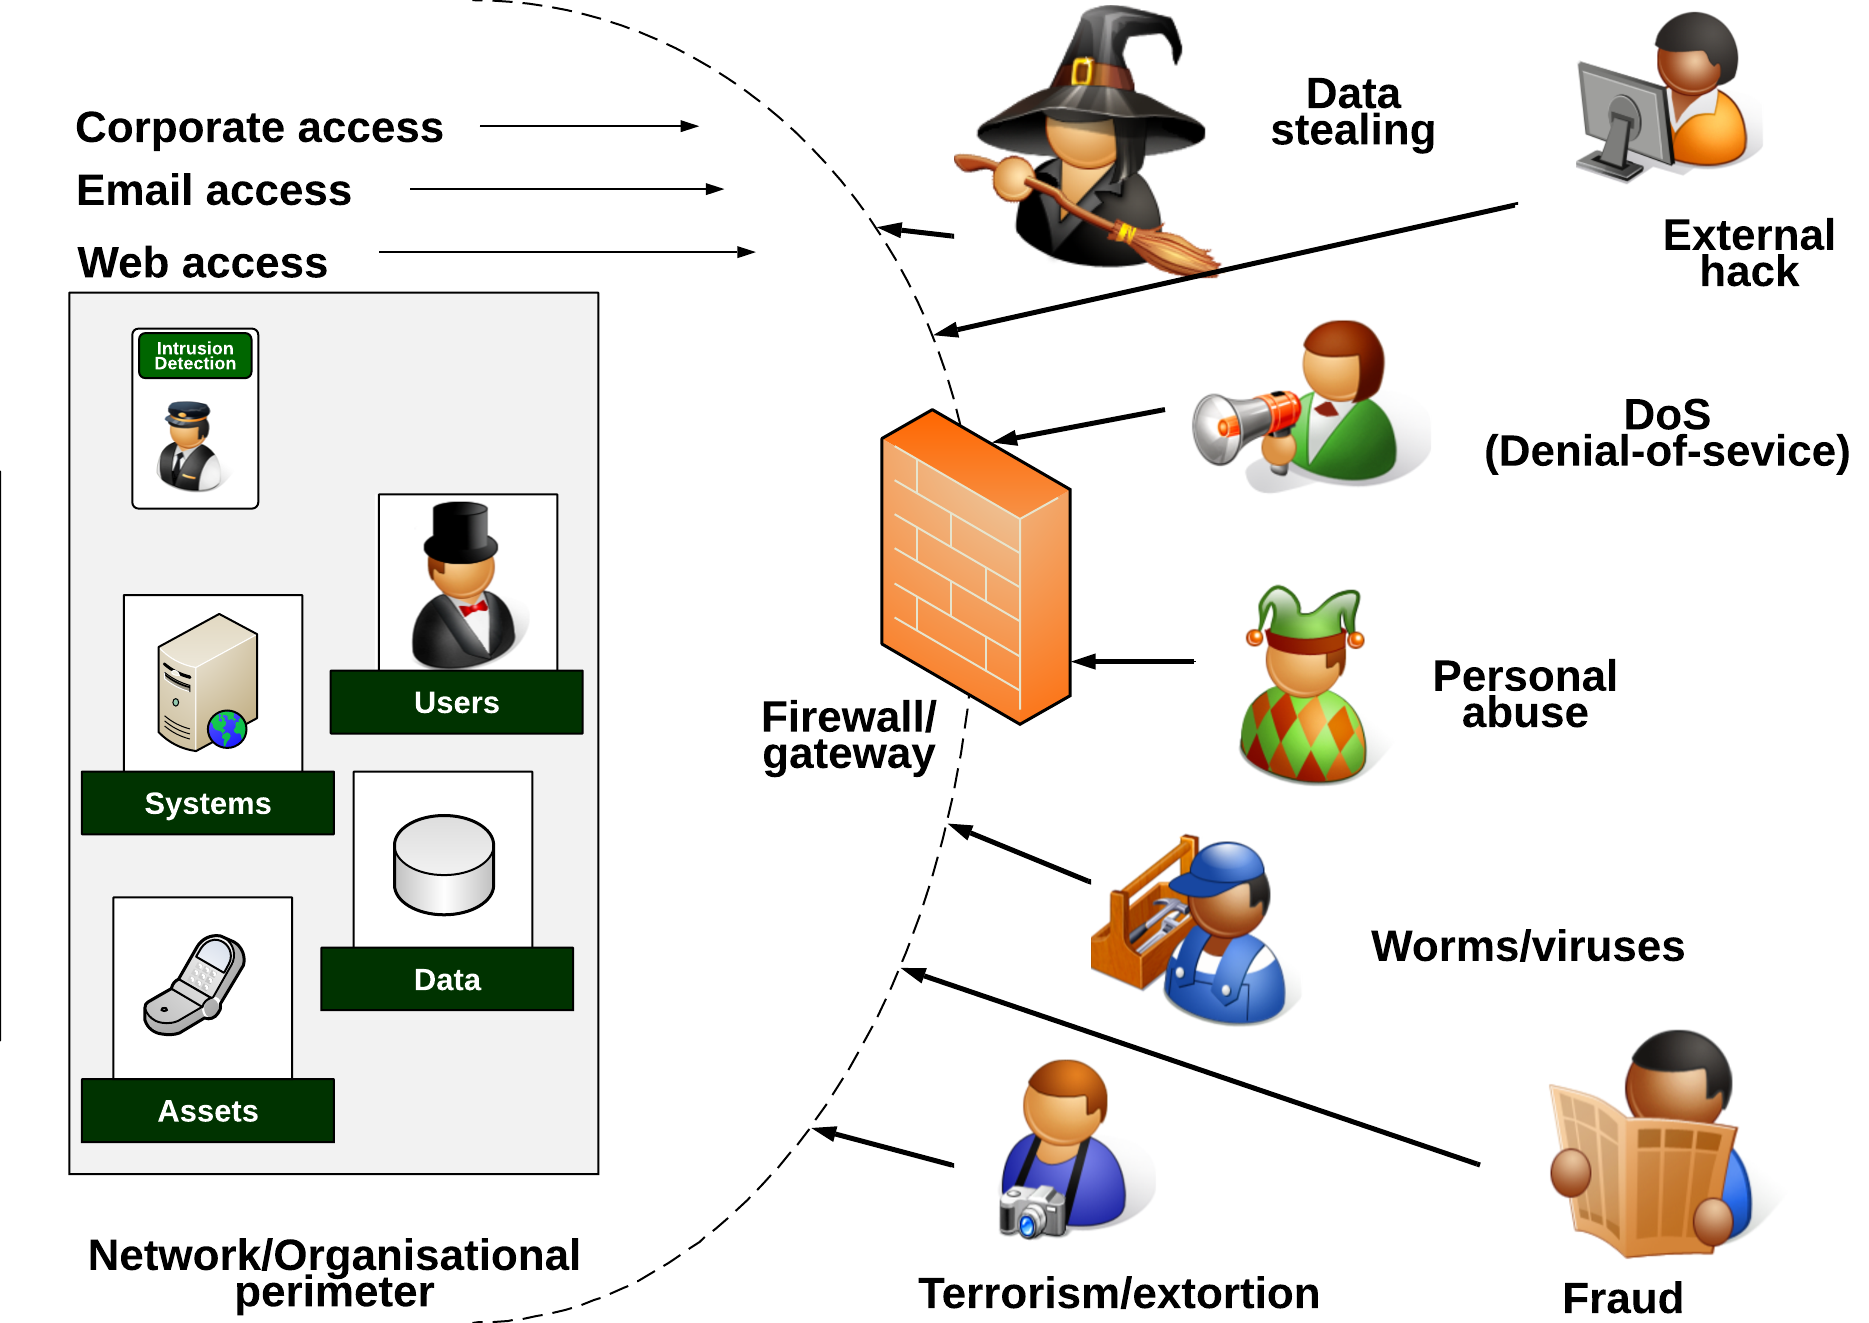 Corporate access
Email access
Web access
Intrusion
Detection
Users
Systems
Data
Assets
Network/Organisational
perimeter
Firewall/
gateway
Data
stealing
External
hack
DoS
(Denial-of-sevice)
Personal
abuse
Worms/viruses
Terrorism/extortion
Fraud